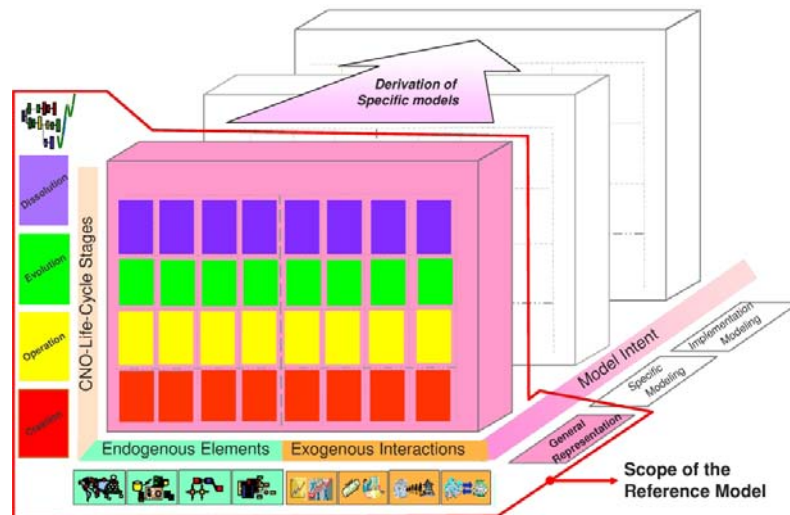 Derivation of
Specific models
Dissolution
Evolution
Operation
Creation
CNO-Life-Cycle Stages
Model Intent
Implementation
Modeling
Specific
Modeling
General
Representation
Endogenous Elements
Exogenous Interactions
Scope of the
Reference Model